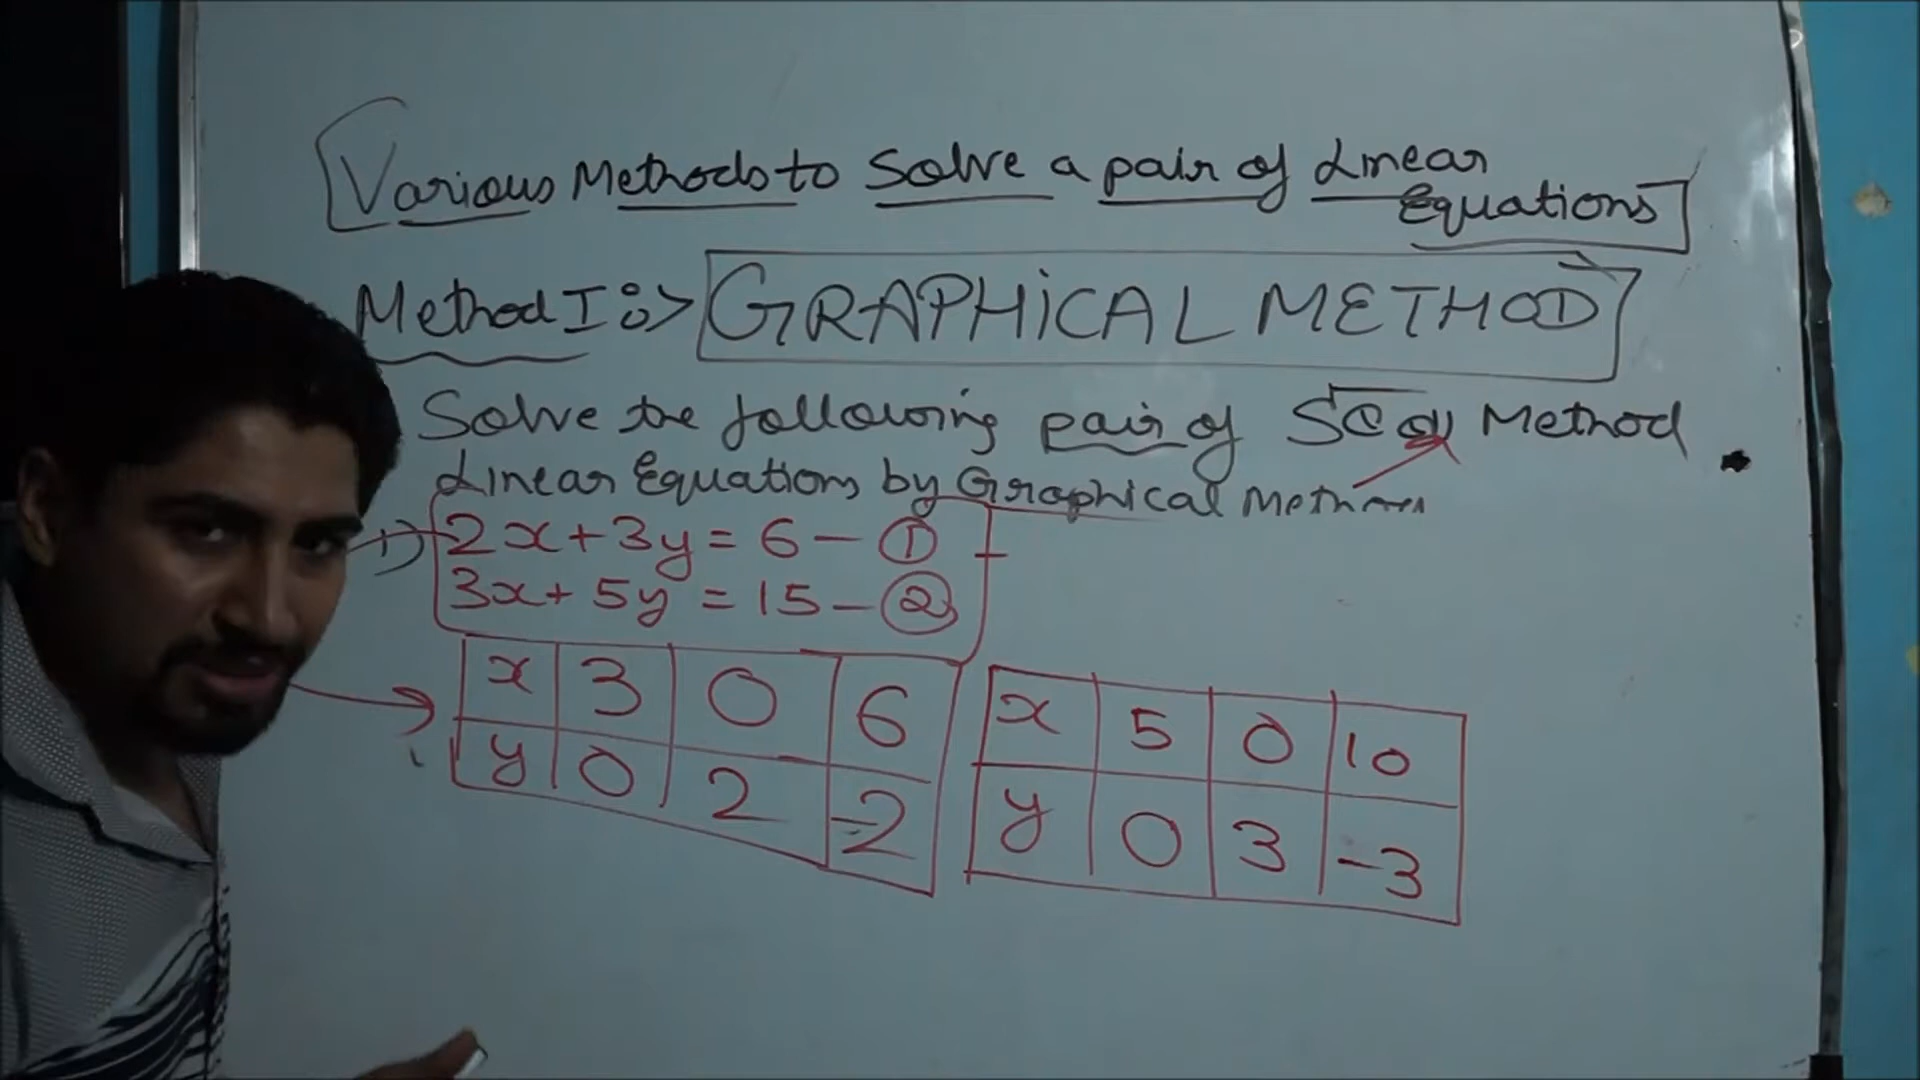 Various Methods to Solve a pair of Linear
Equations
Method I :> GRAPHICAL METHOD
Solve the following pair of Method
Linear Equations by Graphical
1) 2x+3y=6-①
3x+5y=15-②
x 3 0 6
y 0 2 -2
x 5 0 10
y 0 3 -3